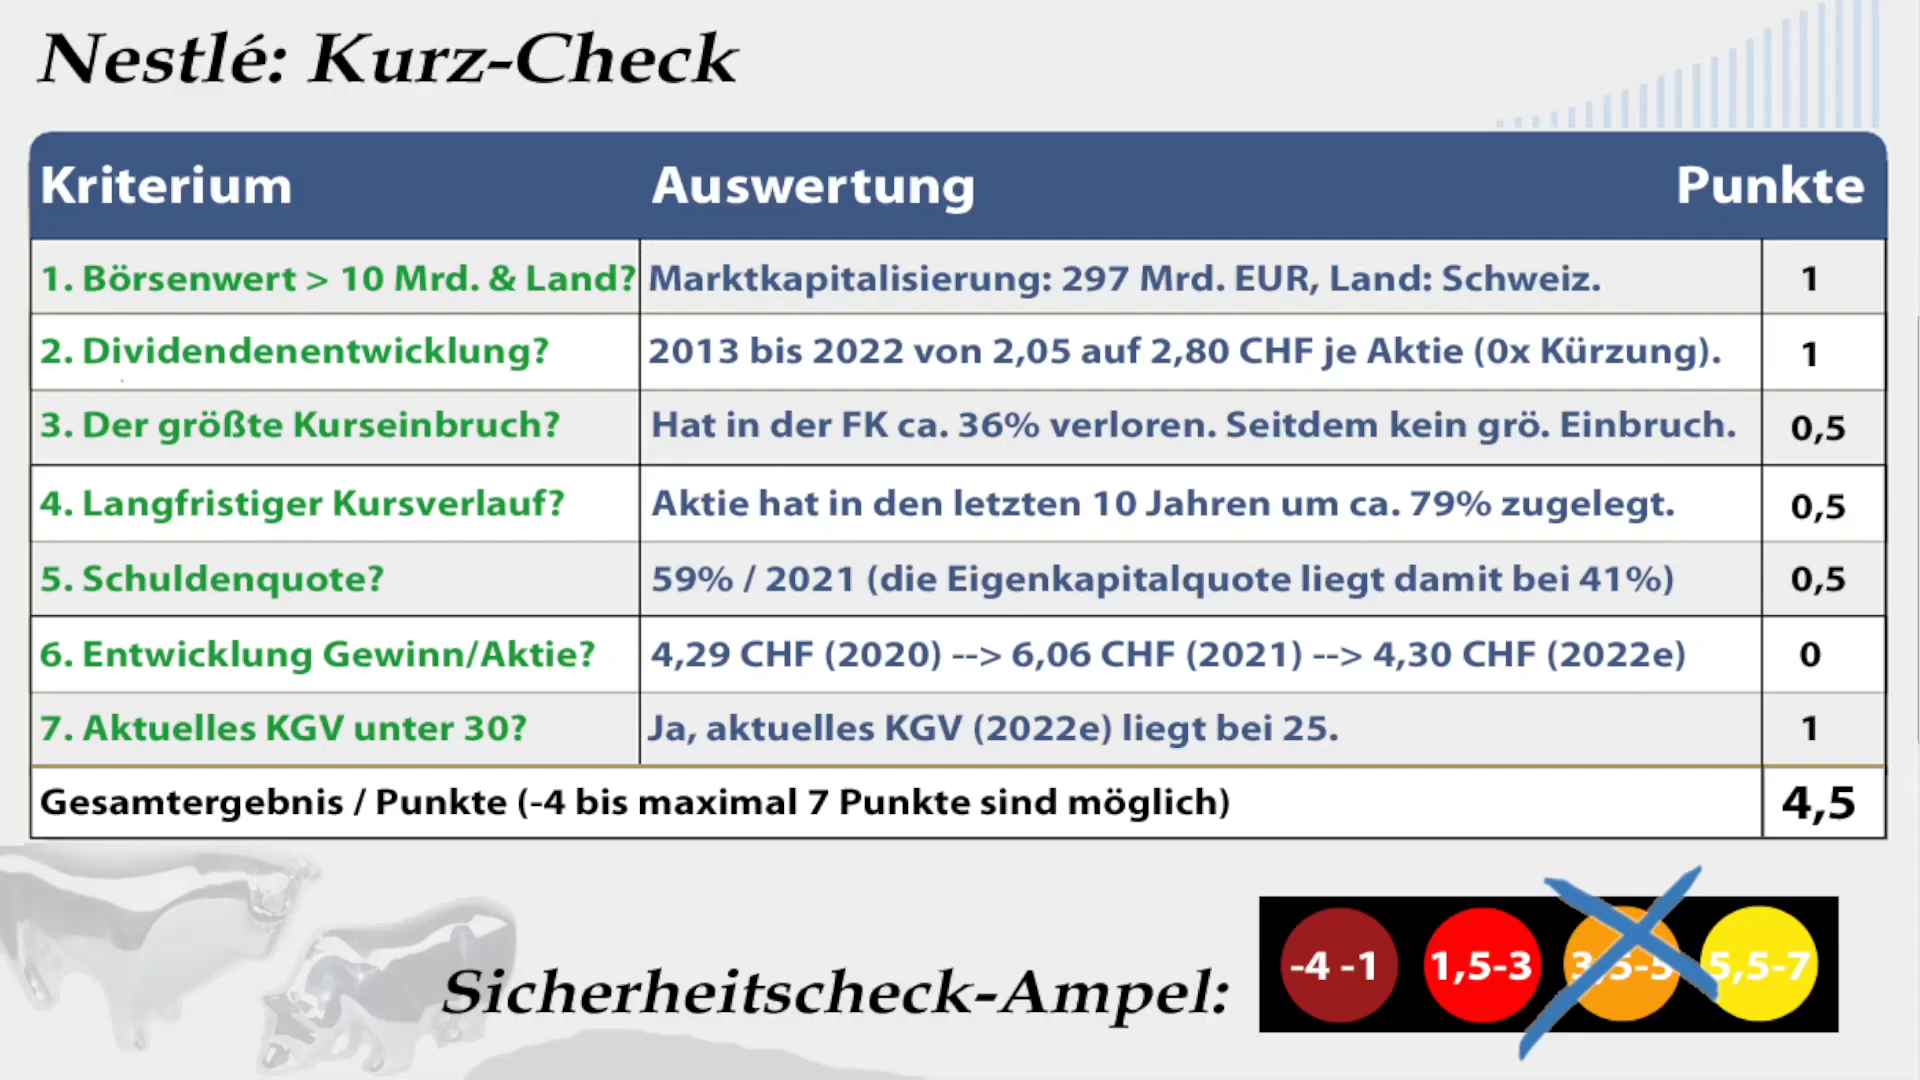 Nestlé: Kurz-Check
Kriterium Auswertung Punkte
1. Börsenwert > 10 Mrd. & Land? Marktkapitalisierung: 297 Mrd. EUR, Land: Schweiz. 1
2. Dividendenentwicklung? 2013 bis 2022 von 2,05 auf 2,80 CHF je Aktie (0x Kürzung). 1
3. Der größte Kurseinbruch? Hat in der FK ca. 36% verloren. Seitdem kein grö. Einbruch. 0,5
4. Langfristiger Kursverlauf? Aktie hat in den letzten 10 Jahren um ca. 79% zugelegt. 0,5
5. Schuldenquote? 59% / 2021 (die Eigenkapitalquote liegt damit bei 41%) 0,5
6. Entwicklung Gewinn/Aktie? 4,29 CHF (2020) --> 6,06 CHF (2021) --> 4,30 CHF (2022e) 0
7. Aktuelles KGV unter 30? Ja, aktuelles KGV (2022e) liegt bei 25. 1
Gesamtergebnis / Punkte (-4 bis maximal 7 Punkte sind möglich) 4,5
Sicherheitscheck-Ampel: -4 -1 1,5-3 3,5-5 5,5-7